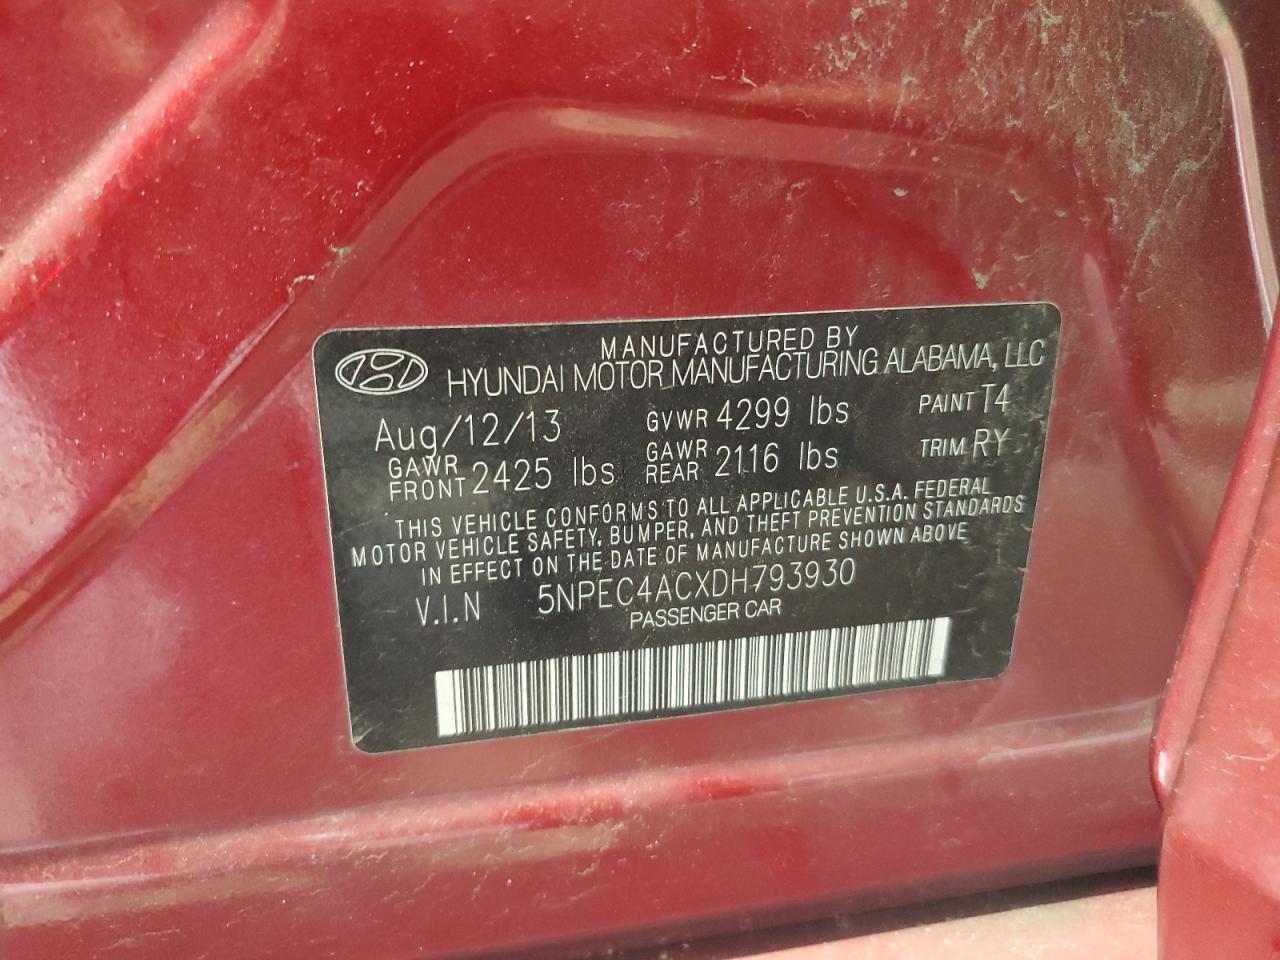 MANUFACTURED BY
HYUNDAI MOTOR MANUFACTURING ALABAMA, LLC
Aug/12/13 GVWR 4299 lbs PAINT T4
GAWR FRONT 2425 lbs GAWR REAR 2116 lbs TRIM RY
THIS VEHICLE CONFORMS TO ALL APPLICABLE U.S.A. FEDERAL
MOTOR VEHICLE SAFETY, BUMPER, AND THEFT PREVENTION STANDARDS
IN EFFECT ON THE DATE OF MANUFACTURE SHOWN ABOVE
V.I.N 5NPEC4ACXDH793930
PASSENGER CAR